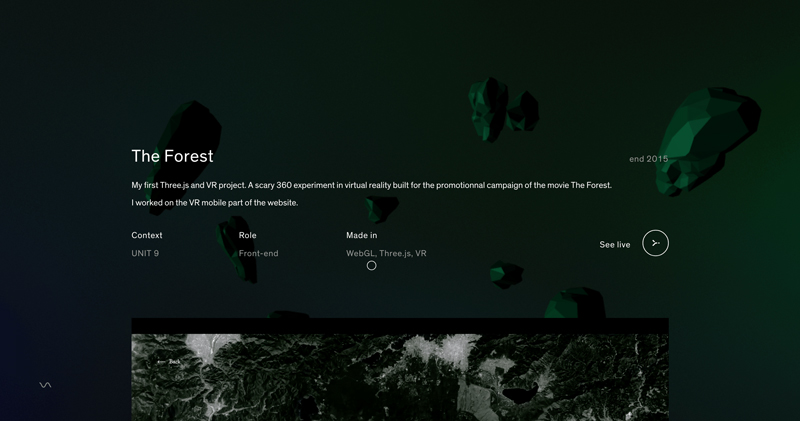 The Forest
end 2015
My first Three.js and VR project. A scary 360 experiment in virtual reality built for the promotionnal campaign of the movie The Forest.
I worked on the VR mobile part of the website.
Context
Role
Made in
UNIT 9
Front-end
WebGL, Three.js, VR
See live
Back